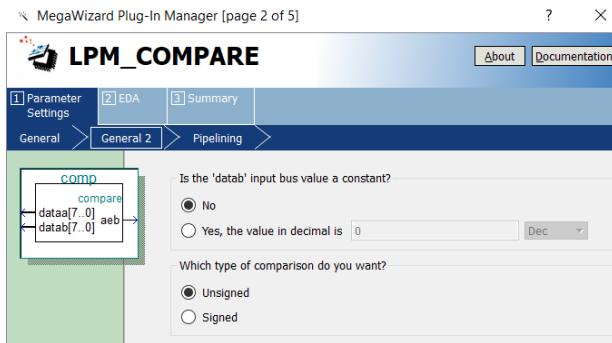 MegaWizard Plug-In Manager [page 2 of 5]
?
LPM_COMPARE
About
Documentation
1 Parameter Settings
2 EDA
3 Summary
General
General 2
Pipelining
comp
compare
dataa[7..0]
datab[7..0]
aeb
Is the 'datab' input bus value a constant?
No
Yes, the value in decimal is 0 Dec
Which type of comparison do you want?
Unsigned
Signed